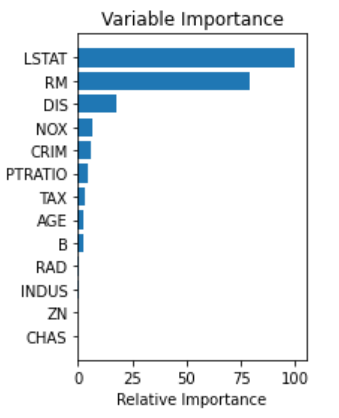 Variable Importance
LSTAT
RM
DIS
NOX
CRIM
PTRATIO
TAX
AGE
B
RAD
INDUS
ZN
CHAS
0 25 50 75 100
Relative Importance